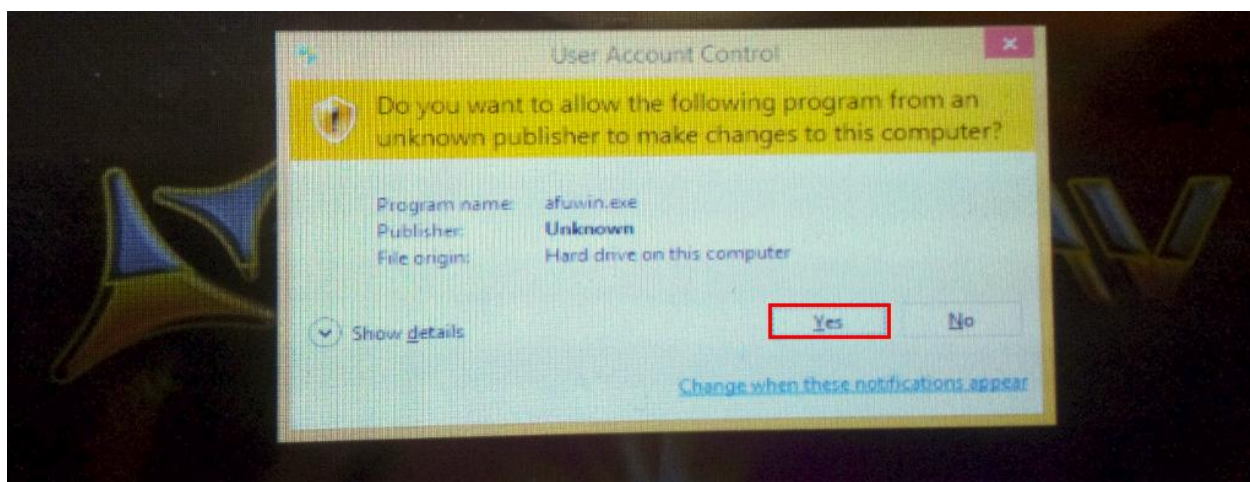 User Account Control
Do you want to allow the following program from an
unknown publisher to make changes to this computer?
Program name: afuwin.exe
Publisher: Unknown
File origin: Hard drive on this computer
Show details
Yes No
Change when these notifications appear